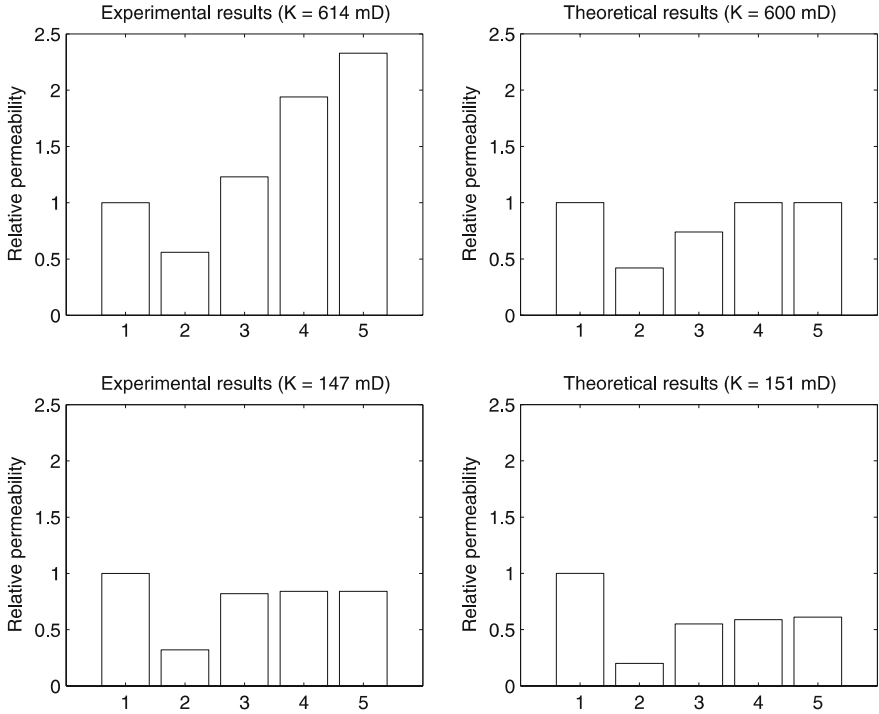 Experimental results (K = 614 mD)
Relative permeability
2.5
2
1.5
1
0.5
0
1 2 3 4 5
Theoretical results (K = 600 mD)
Relative permeability
2.5
2
1.5
1
0.5
0
1 2 3 4 5
Experimental results (K = 147 mD)
Relative permeability
2.5
2
1.5
1
0.5
0
1 2 3 4 5
Theoretical results (K = 151 mD)
Relative permeability
2.5
2
1.5
1
0.5
0
1 2 3 4 5